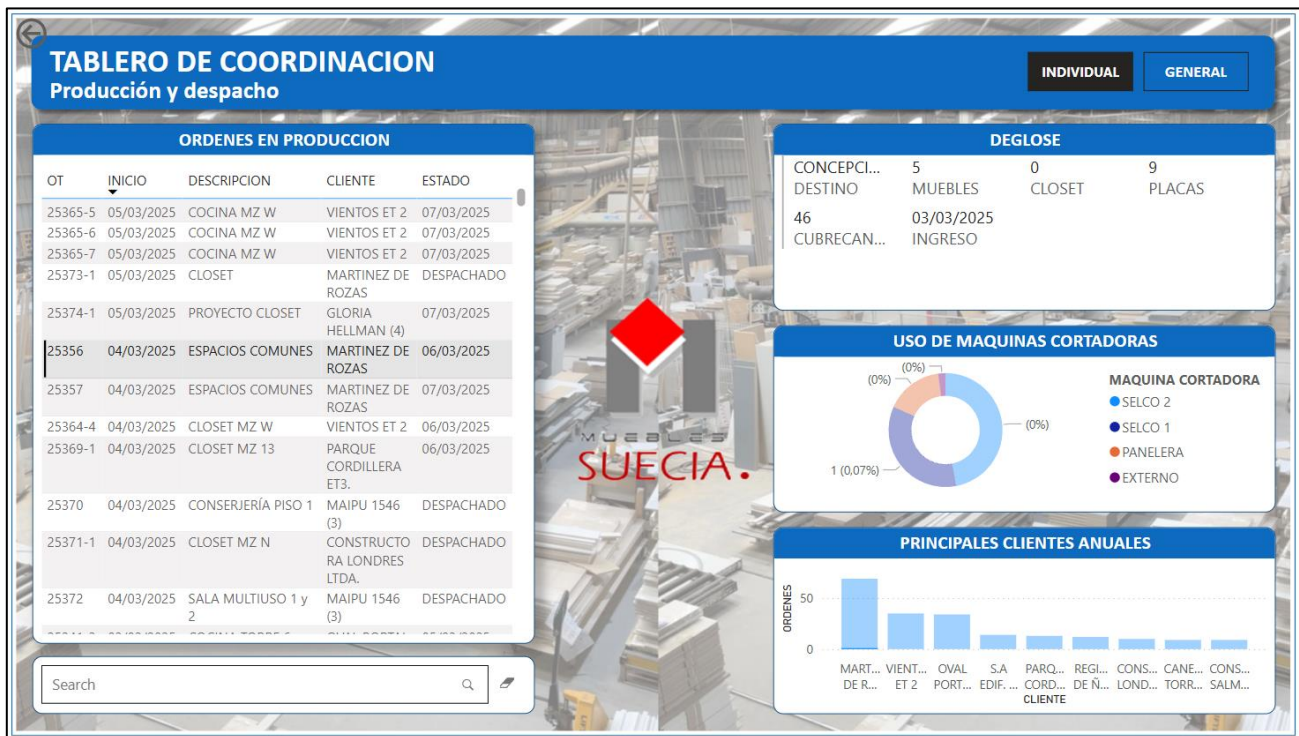 TABLERO DE COORDINACION
Producción y despacho
INDIVIDUAL
GENERAL
ORDENES EN PRODUCCION
OT INICIO DESCRIPCION CLIENTE ESTADO
25365-5 05/03/2025 COCINA MZ W VIENTOS ET 2 07/03/2025
25365-6 05/03/2025 COCINA MZ W VIENTOS ET 2 07/03/2025
25365-7 05/03/2025 COCINA MZ W VIENTOS ET 2 07/03/2025
25373-1 05/03/2025 CLOSET MARTINEZ DE DESPACHADO
ROZAS
25374-1 05/03/2025 PROYECTO CLOSET GLORIA 07/03/2025
HELLMAN (4)
25356 04/03/2025 ESPACIOS COMUNES MARTINEZ DE 06/03/2025
ROZAS
25357 04/03/2025 ESPACIOS COMUNES MARTINEZ DE 07/03/2025
ROZAS
25364-4 04/03/2025 CLOSET MZ W VIENTOS ET 2 06/03/2025
25369-1 04/03/2025 CLOSET MZ 13 PARQUE 06/03/2025
CORDILLERA
ET3.
25370 04/03/2025 CONSERJERÍA PISO 1 MAIPU 1546 DESPACHADO
(3)
25371-1 04/03/2025 CLOSET MZ N CONSTRUCTO DESPACHADO
RA LONDRES
LTDA.
25372 04/03/2025 SALA MULTIUSO 1 y MAIPU 1546 DESPACHADO
2 (3)
Search
MUEBLES
SUECIA.
DEGLOSE
CONCEPCI... 5 0 9
DESTINO MUEBLES CLOSET PLACAS
46 03/03/2025
CUBRECAN... INGRESO
USO DE MAQUINAS CORTADORAS
(0%)
(0%)
(0%)
1 (0,07%)
MAQUINA CORTADORA
SELCO 2
SELCO 1
PANELERA
EXTERNO
PRINCIPALES CLIENTES ANUALES
ORDENES
50
0
MART... VIENT... OVAL S.A PARQ... REGI... CONS... CANE... CONS...
DE R... ET 2 PORT... EDIF. ... CORD... DE Ñ... LOND... TORR... SALM...
CLIENTE